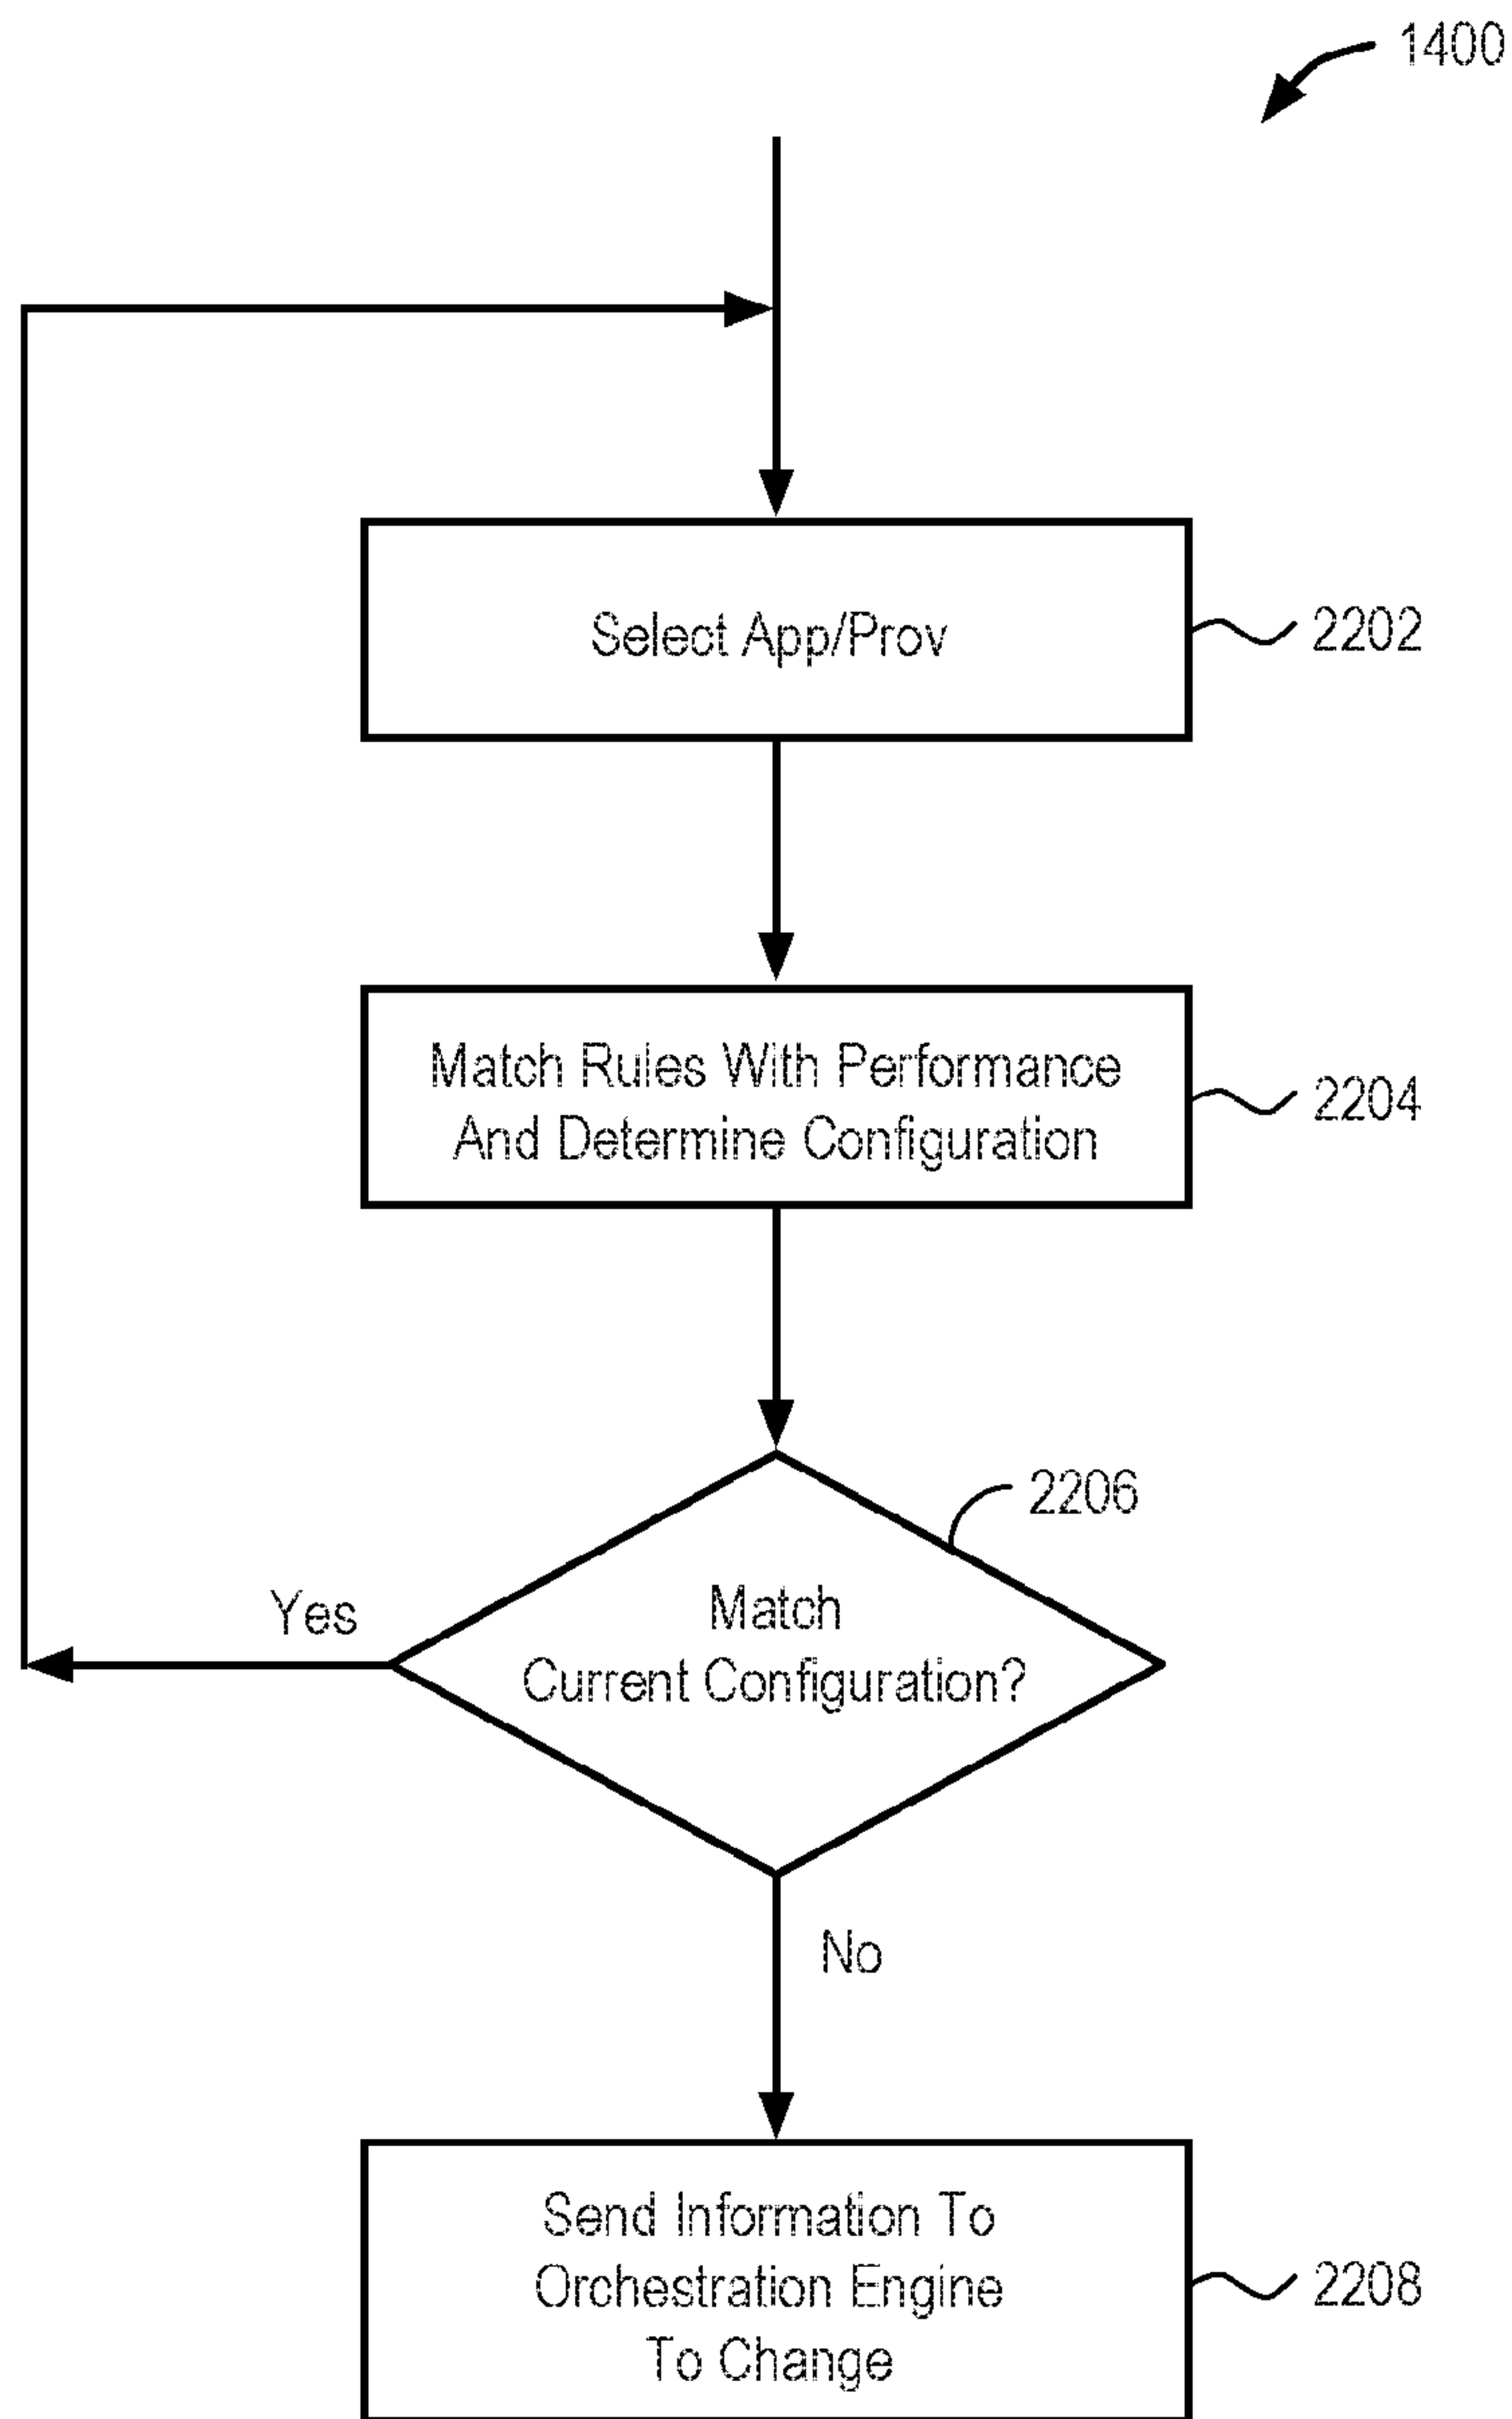 1400
Select App/Prov
2202
Match Rules With Performance
And Determine Configuration
2204
2206
Match
Current Configuration?
Yes
No
Send Information To
Orchestration Engine
To Change
2208